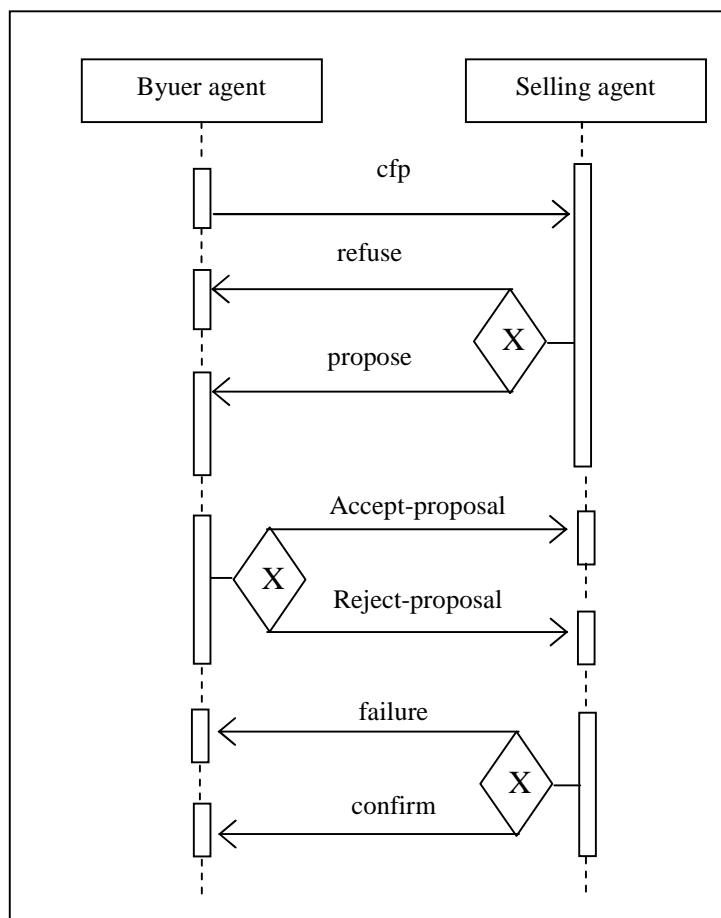 Byuer agent
Selling agent
cfp
refuse
X
propose
Accept-proposal
X
Reject-proposal
failure
X
confirm